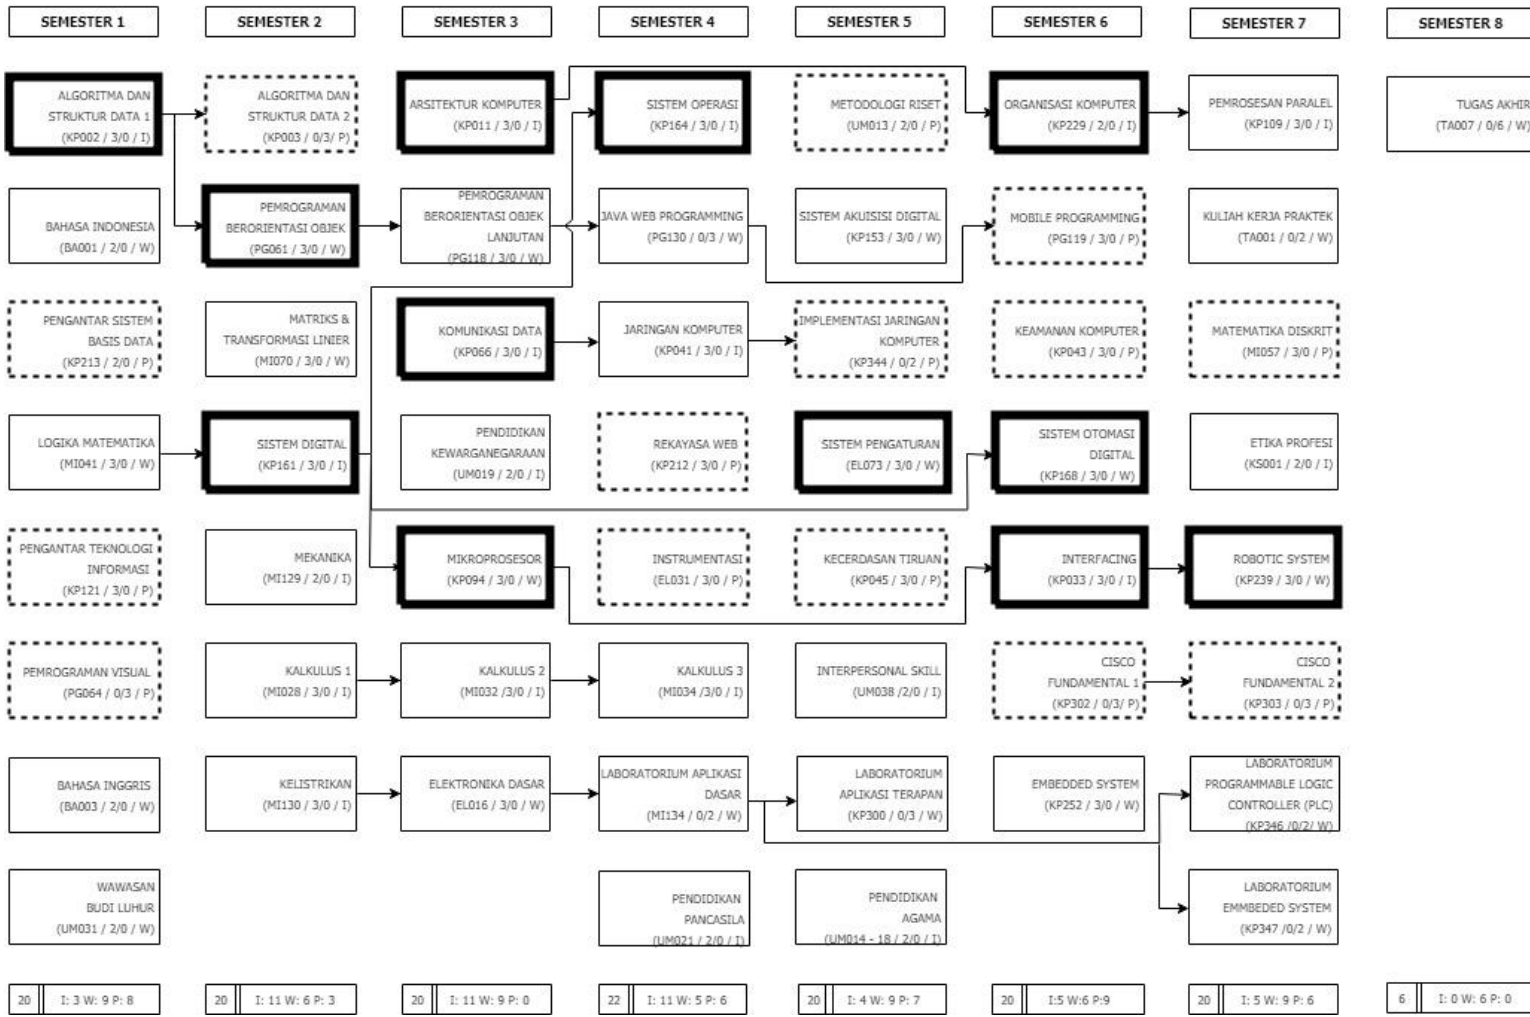 SEMESTER 1
ALGORITMA DAN
STRUKTUR DATA 1
(KP002 / 3/0 / I)
BAHASA INDONESIA
(BA001 / 2/0 / W)
PENGANTAR SISTEM
BASIS DATA
(KP213 / 2/0 / P)
LOGIKA MATEMATIKA
(MI041 / 3/0 / W)
PENGANTAR TEKNOLOGI
INFORMASI
(KP121 / 3/0 / P)
PEMROGRAMAN VISUAL
(PG064 / 0/3 / P)
BAHASA INGGRIS
(BA003 / 2/0 / W)
WAWASAN
BUDI LUHUR
(UM031 / 2/0 / W)
20 I: 3 W: 9 P: 8
SEMESTER 2
ALGORITMA DAN
STRUKTUR DATA 2
(KP003 / 0/3/ P)
PEMROGRAMAN
BERORIENTASI OBJEK
(PG061 / 3/0 / W)
MATRIKS &
TRANSFORMASI LINIER
(MI070 / 3/0 / W)
SISTEM DIGITAL
(KP161 / 3/0 / I)
MEKANIKA
(MI129 / 2/0 / I)
KALKULUS 1
(MI028 / 3/0 / I)
KELISTRIKAN
(MI130 / 3/0 / I)
20 I: 11 W: 6 P: 3
SEMESTER 3
ARSITEKTUR KOMPUTER
(KP011 / 3/0 / I)
PEMROGRAMAN
BERORIENTASI OBJEK
LANJUTAN
(PG118 / 3/0 / W)
KOMUNIKASI DATA
(KP066 / 3/0 / I)
PENDIDIKAN
KEWARGANEGARAAN
(UM019 / 2/0 / I)
MIKROPROSESOR
(KP094 / 3/0 / W)
KALKULUS 2
(MI032 /3/0 / I)
ELEKTRONIKA DASAR
(EL016 / 3/0 / W)
20 I: 11 W: 9 P: 0
SEMESTER 4
SISTEM OPERASI
(KP164 / 3/0 / I)
JAVA WEB PROGRAMMING
(PG130 / 0/3 / W)
JARINGAN KOMPUTER
(KP041 / 3/0 / I)
REKAYASA WEB
(KP212 / 3/0 / P)
INSTRUMENTASI
(EL031 / 3/0 / P)
KALKULUS 3
(MI034 /3/0 / I)
LABORATORIUM APLIKASI
DASAR
(MI134 / 0/2 / W)
PENDIDIKAN
PANCASILA
(UM021 / 2/0 / I)
22 I: 11 W: 5 P: 6
SEMESTER 5
METODOLOGI RISET
(UM013 / 2/0 / P)
SISTEM AKUISISI DIGITAL
(KP153 / 3/0 / W)
IMPLEMENTASI JARINGAN
KOMPUTER
(KP344 / 0/2 / P)
SISTEM PENGATURAN
(EL073 / 3/0 / W)
KECERDASAN TIRUAN
(KP045 / 3/0 / P)
INTERPERSONAL SKILL
(UM038 /2/0 / I)
LABORATORIUM
APLIKASI TERAPAN
(KP300 / 0/3 / W)
PENDIDIKAN
AGAMA
(UM014 - 18 / 2/0 / I)
20 I: 4 W: 9 P: 7
SEMESTER 6
ORGANISASI KOMPUTER
(KP229 / 2/0 / I)
MOBILE PROGRAMMING
(PG119 / 3/0 / P)
KEAMANAN KOMPUTER
(KP043 / 3/0 / P)
SISTEM OTOMASI
DIGITAL
(KP168 / 3/0 / W)
INTERFACING
(KP033 / 3/0 / I)
CISCO
FUNDAMENTAL 1
(KP302 / 0/3/ P)
EMBEDDED SYSTEM
(KP252 / 3/0 / W)
20 I:5 W:6 P:9
SEMESTER 7
PEMROSESAN PARALEL
(KP109 / 3/0 / I)
KULIAH KERJA PRAKTEK
(TA001 / 0/2 / W)
MATEMATIKA DISKRIT
(MI057 / 3/0 / P)
ETIKA PROFESI
(KS001 / 2/0 / I)
ROBOTIC SYSTEM
(KP239 / 3/0 / W)
CISCO
FUNDAMENTAL 2
(KP303 / 0/3 / P)
LABORATORIUM
PROGRAMMABLE LOGIC
CONTROLLER (PLC)
(KP346 /0/2/ W)
LABORATORIUM
EMMBEDED SYSTEM
(KP347 /0/2 / W)
20 I: 5 W: 9 P: 6
SEMESTER 8
TUGAS AKHIR
(TA007 / 0/6 / W)
6 I: 0 W: 6 P: 0